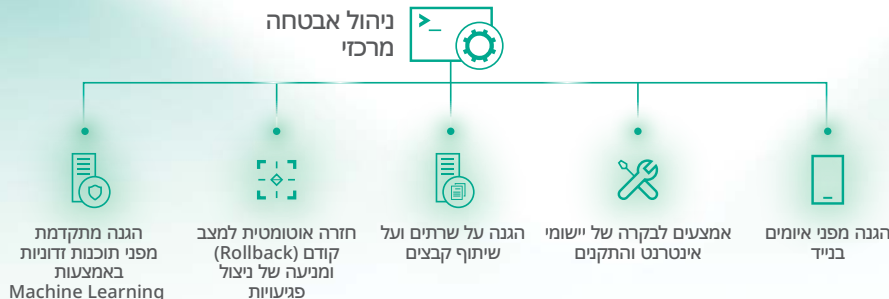 ניהול אבטחה
מרכזי
הגנה מפני איומים
בנייד
אמצעים לבקרה של יישומי
אינטרנט והתקנים
הגנה על שרתים ועל
שיתוף קבצים
חזרה אוטומטית למצב
קודם (Rollback)
ומניעה של ניצול
פגיעויות
הגנה מתקדמת
מפני תוכנות זדוניות
באמצעות
Machine Learning